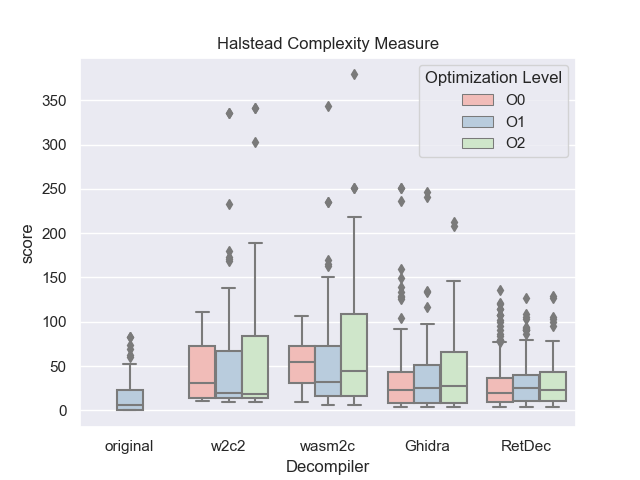 Halstead Complexity Measure
Optimization Level
O0
O1
O2
350
300
250
200
150
100
50
0
score
original
w2c2
wasm2c
Ghidra
RetDec
Decompiler